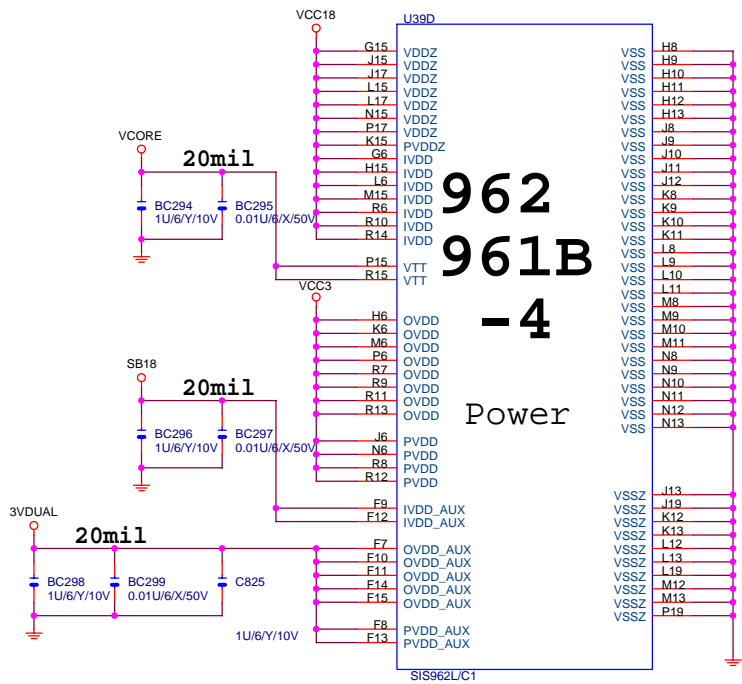 VCC18
U39D
G15 VDDZ
J15 VDDZ
J17 VDDZ
L15 VDDZ
L17 VDDZ
N15 VDDZ
P17 VDDZ
K15 PVDDZ
G6 IVDD
H15 IVDD
L6 IVDD
M15 IVDD
R6 IVDD
R10 IVDD
R14 IVDD
VCORE
20mil
BC294
1U/6/Y/10V
BC295
0.01U/6/X/50V
P15 VTT
R15 VTT
VCC3
H6 OVDD
K6 OVDD
M6 OVDD
P6 OVDD
R7 OVDD
R9 OVDD
R11 OVDD
R13 OVDD
SB18
20mil
BC296
1U/6/Y/10V
BC297
0.01U/6/X/50V
J6 PVDD
N6 PVDD
R8 PVDD
R12 PVDD
F9 IVDD_AUX
F12 IVDD_AUX
3VDUAL
20mil
F7 OVDD_AUX
F10 OVDD_AUX
F11 OVDD_AUX
F14 OVDD_AUX
F15 OVDD_AUX
BC298
1U/6/Y/10V
BC299
0.01U/6/X/50V
C825
1U/6/Y/10V
F8 PVDD_AUX
F13 PVDD_AUX
962
961B
-4
Power
VSS H8
VSS H9
VSS H10
VSS H11
VSS H12
VSS H13
VSS J8
VSS J9
VSS J10
VSS J11
VSS J12
VSS K8
VSS K9
VSS K10
VSS K11
VSS L8
VSS L9
VSS L10
VSS L11
VSS M8
VSS M9
VSS M10
VSS M11
VSS N8
VSS N9
VSS N10
VSS N11
VSS N12
VSS N13
VSSZ J13
VSSZ J19
VSSZ K12
VSSZ K13
VSSZ L12
VSSZ L13
VSSZ L19
VSSZ M12
VSSZ M13
VSSZ P19
SIS962L/C1